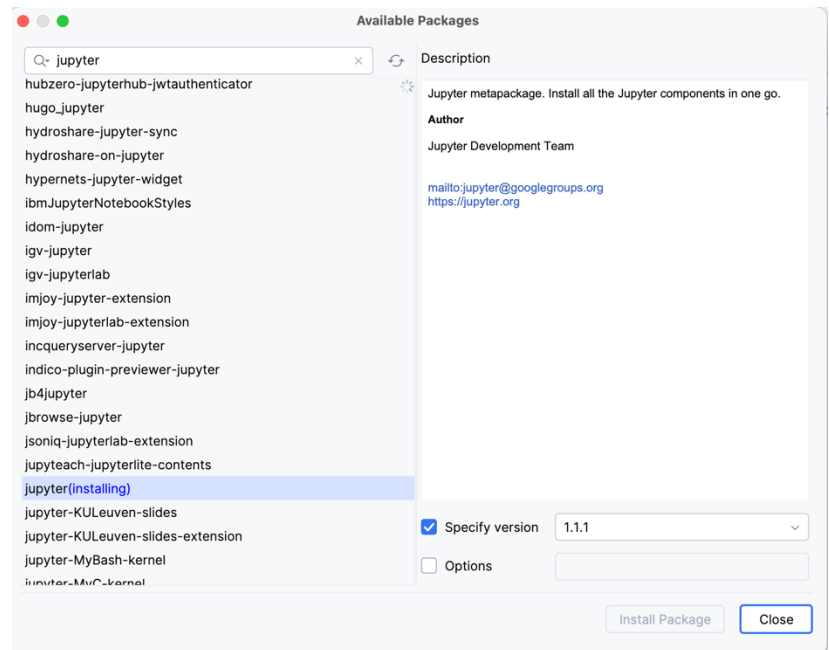 Available Packages
jupyter
hubzero-jupyterhub-jwtauthenticator
hugo_jupyter
hydroshare-jupyter-sync
hydroshare-on-jupyter
hypernets-jupyter-widget
ibmJupyterNotebookStyles
idom-jupyter
igv-jupyter
igv-jupyterlab
imjoy-jupyter-extension
imjoy-jupyterlab-extension
incqueryserver-jupyter
indico-plugin-previewer-jupyter
jb4jupyter
jbrowse-jupyter
jsoniq-jupyterlab-extension
jupyteach-jupyterlite-contents
jupyter(installing)
jupyter-KULeuven-slides
jupyter-KULeuven-slides-extension
jupyter-MyBash-kernel
jupyter-MyC-kernel
Description
Jupyter metapackage. Install all the Jupyter components in one go.
Author
Jupyter Development Team
mailto:jupyter@googlegroups.org
https://jupyter.org
Specify version 1.1.1
Options
Install Package Close